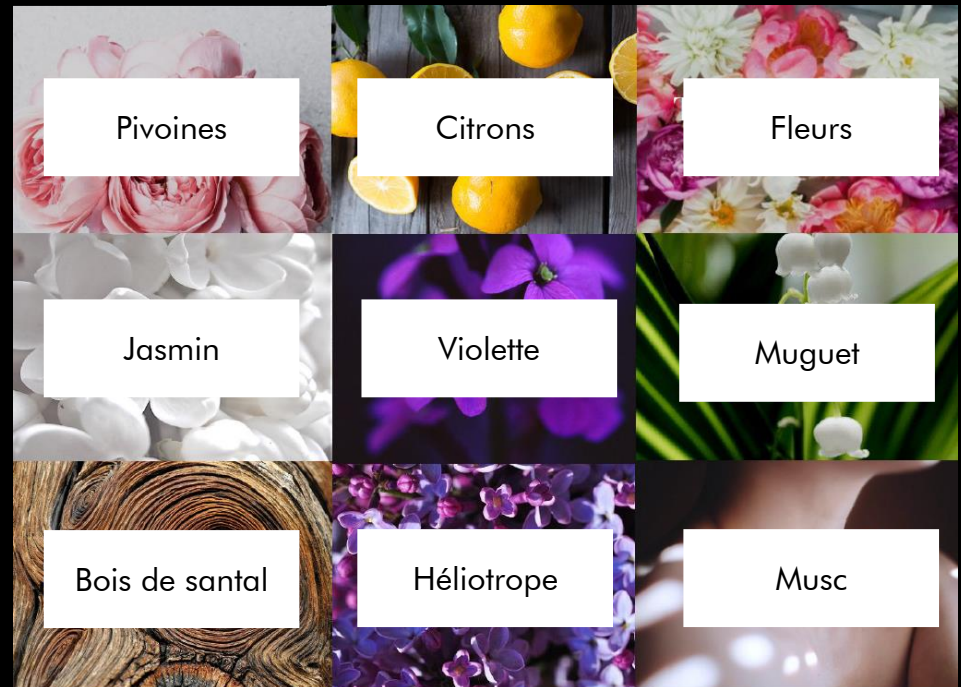 Pivoines
Citrons
Fleurs
Jasmin
Violette
Muguet
Bois de santal
Héliotrope
Musc